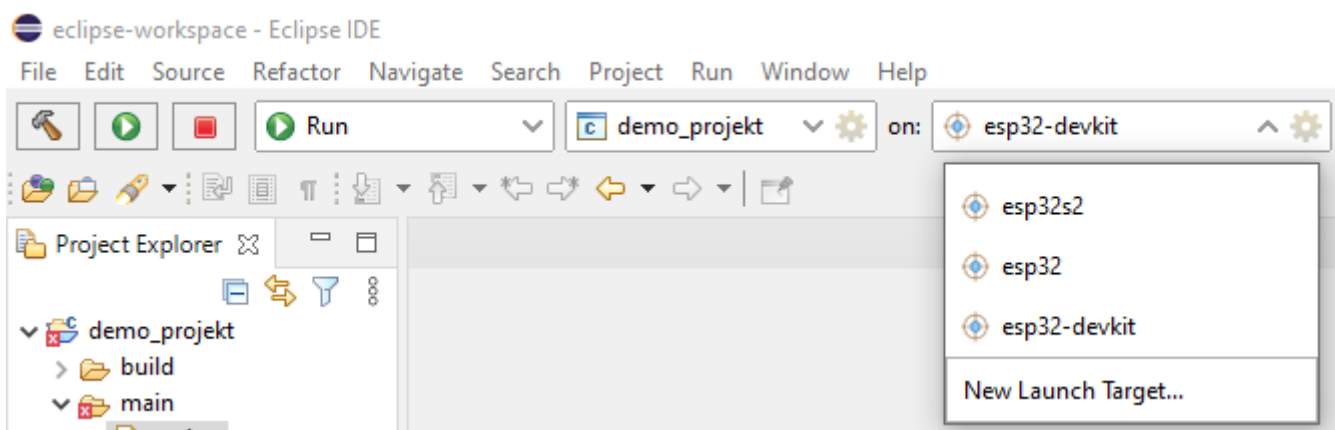 eclipse-workspace - Eclipse IDE
File Edit Source Refactor Navigate Search Project Run Window Help
Run demo_projekt on: esp32-devkit
esp32s2
esp32
esp32-devkit
New Launch Target...
Project Explorer
demo_projekt
build
main